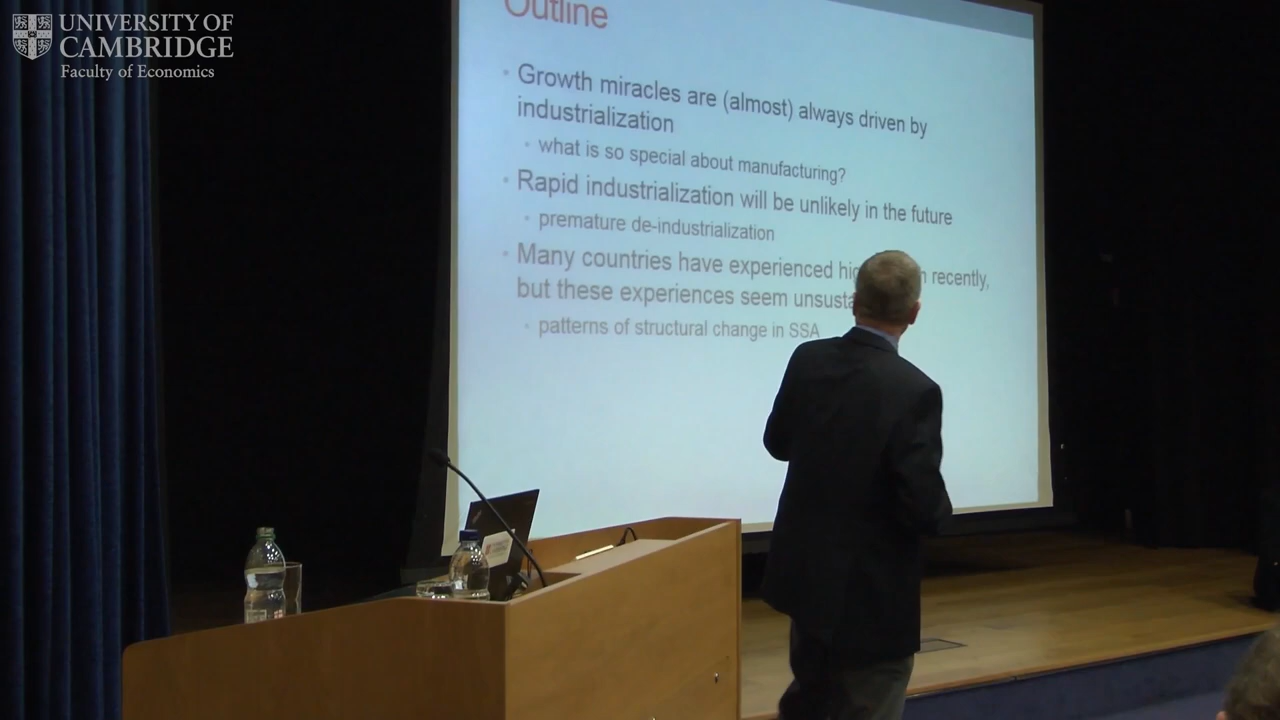 UNIVERSITY OF
CAMBRIDGE
Faculty of Economics
Outline
Growth miracles are (almost) always driven by
industrialization
what is so special about manufacturing?
Rapid industrialization will be unlikely in the future
premature de-industrialization
Many countries have experienced recently,
but these experiences seem
patterns of structural change in SSA